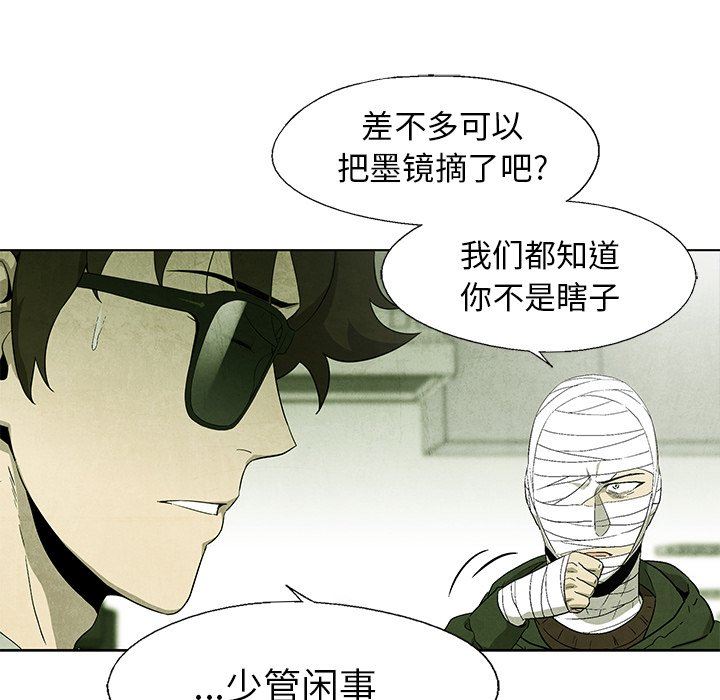 差不多可以
把墨镜摘了吧?
我们都知道
你不是瞎子
...少管闲事